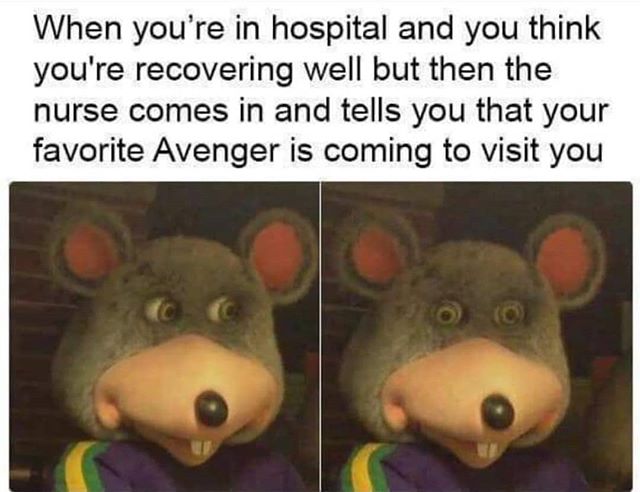 When you’re in hospital and you think
you're recovering well but then the
nurse comes in and tells you that your
favorite Avenger is coming to visit you